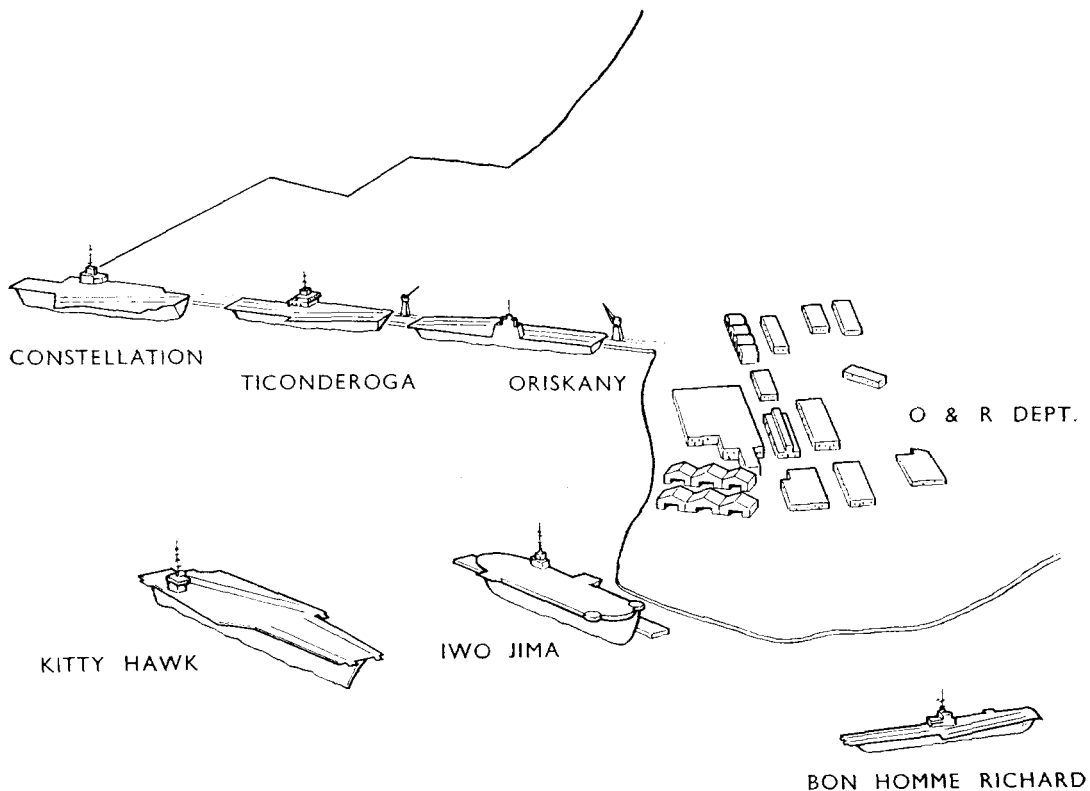 CONSTELLATION
TICONDEROGA
ORISKANY
O & R DEPT.
KITTY HAWK
IWO JIMA
BON HOMME RICHARD